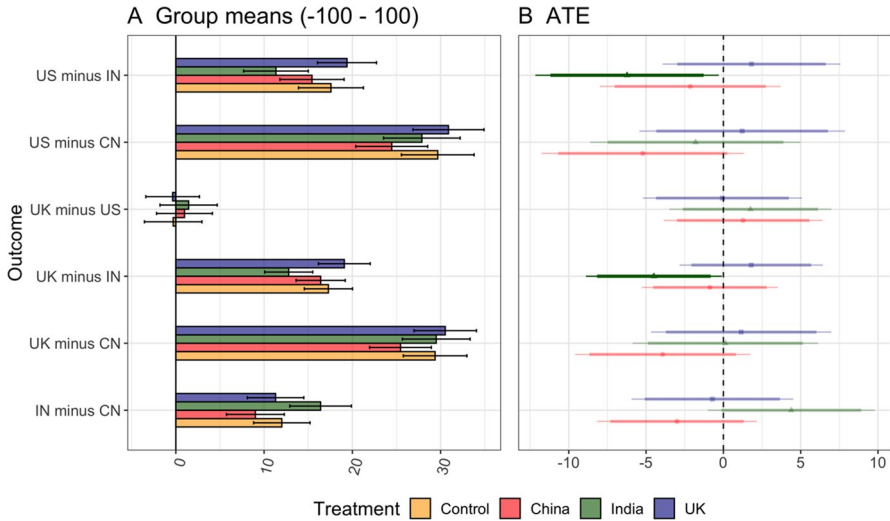 A Group means (-100 - 100)
B ATE
Outcome
US minus IN
US minus CN
UK minus US
UK minus IN
UK minus CN
IN minus CN
0 10 20 30
-10 -5 0 5 10
Treatment Control China India UK